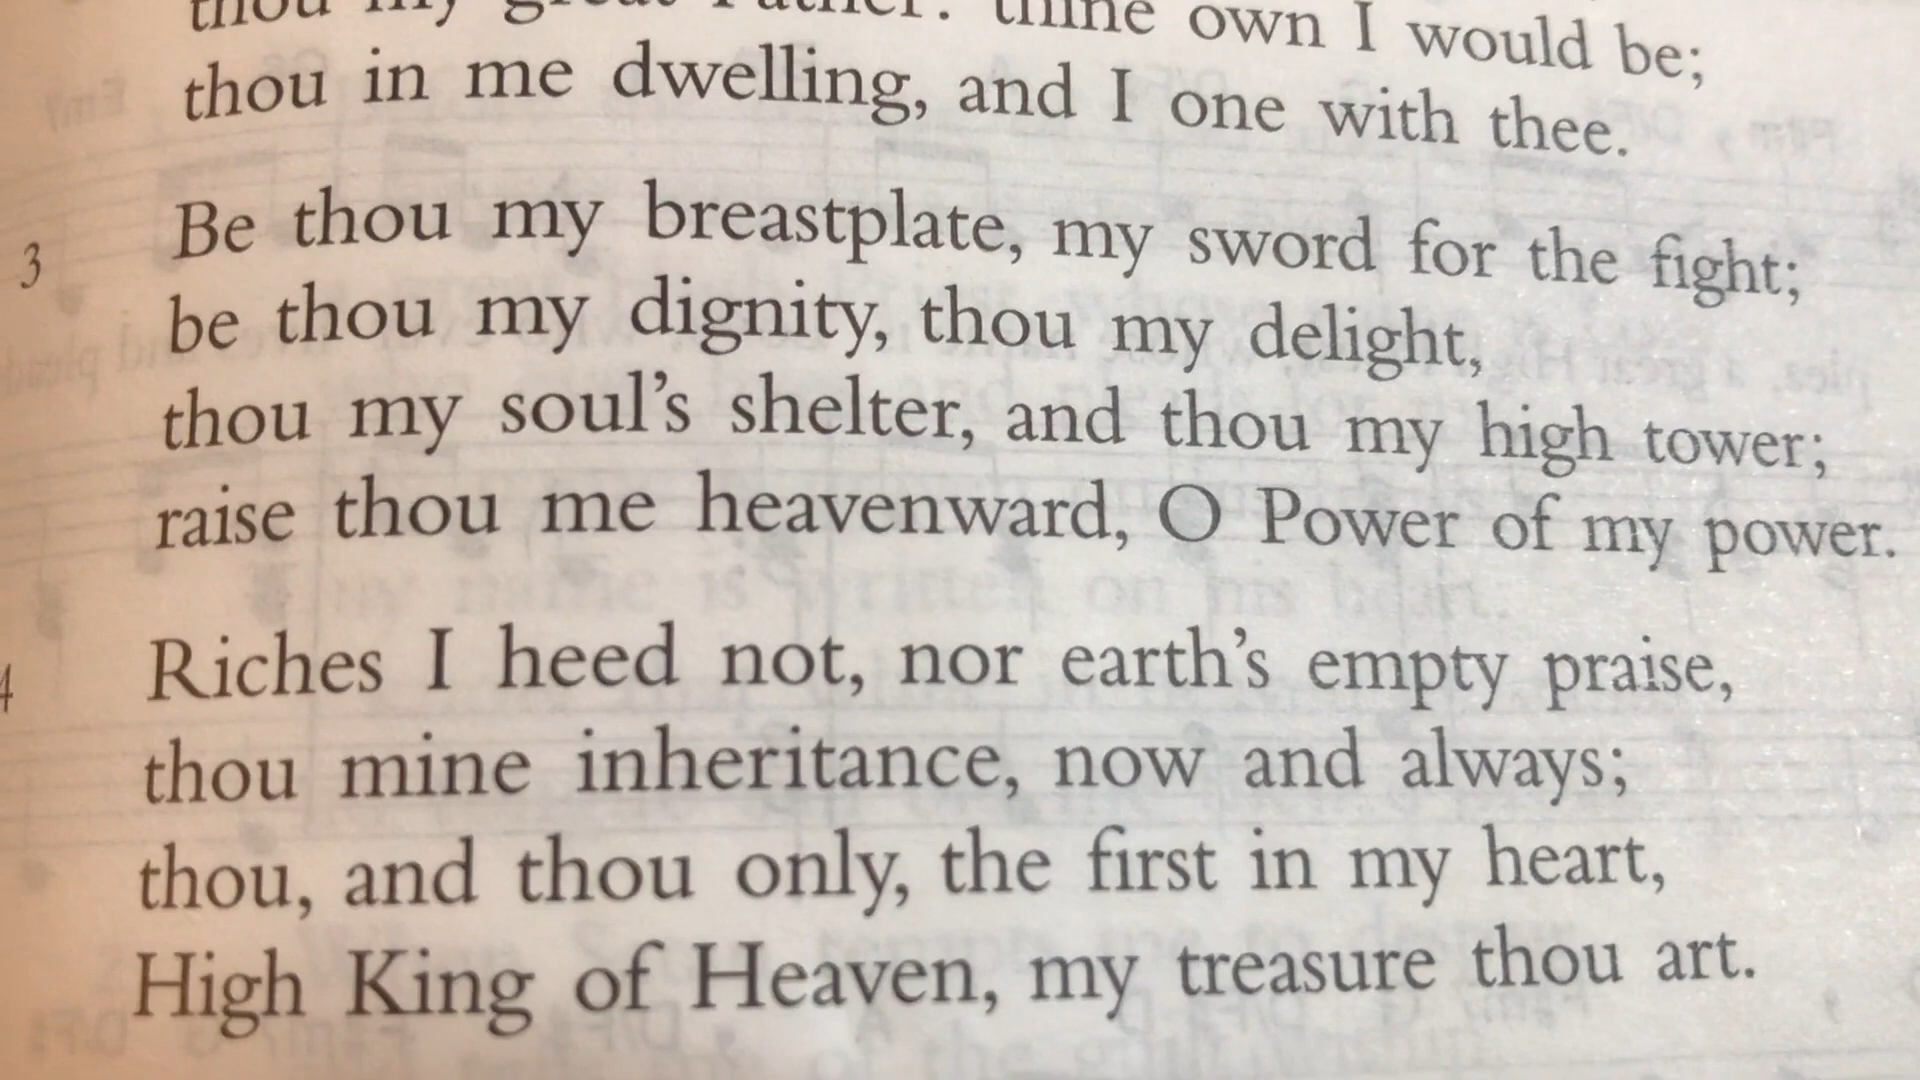 thou my great Father: thine own I would be;
thou in me dwelling, and I one with thee.
3 Be thou my breastplate, my sword for the fight;
be thou my dignity, thou my delight,
thou my soul's shelter, and thou my high tower;
raise thou me heavenward, O Power of my power.
4 Riches I heed not, nor earth's empty praise,
thou mine inheritance, now and always;
thou, and thou only, the first in my heart,
High King of Heaven, my treasure thou art.